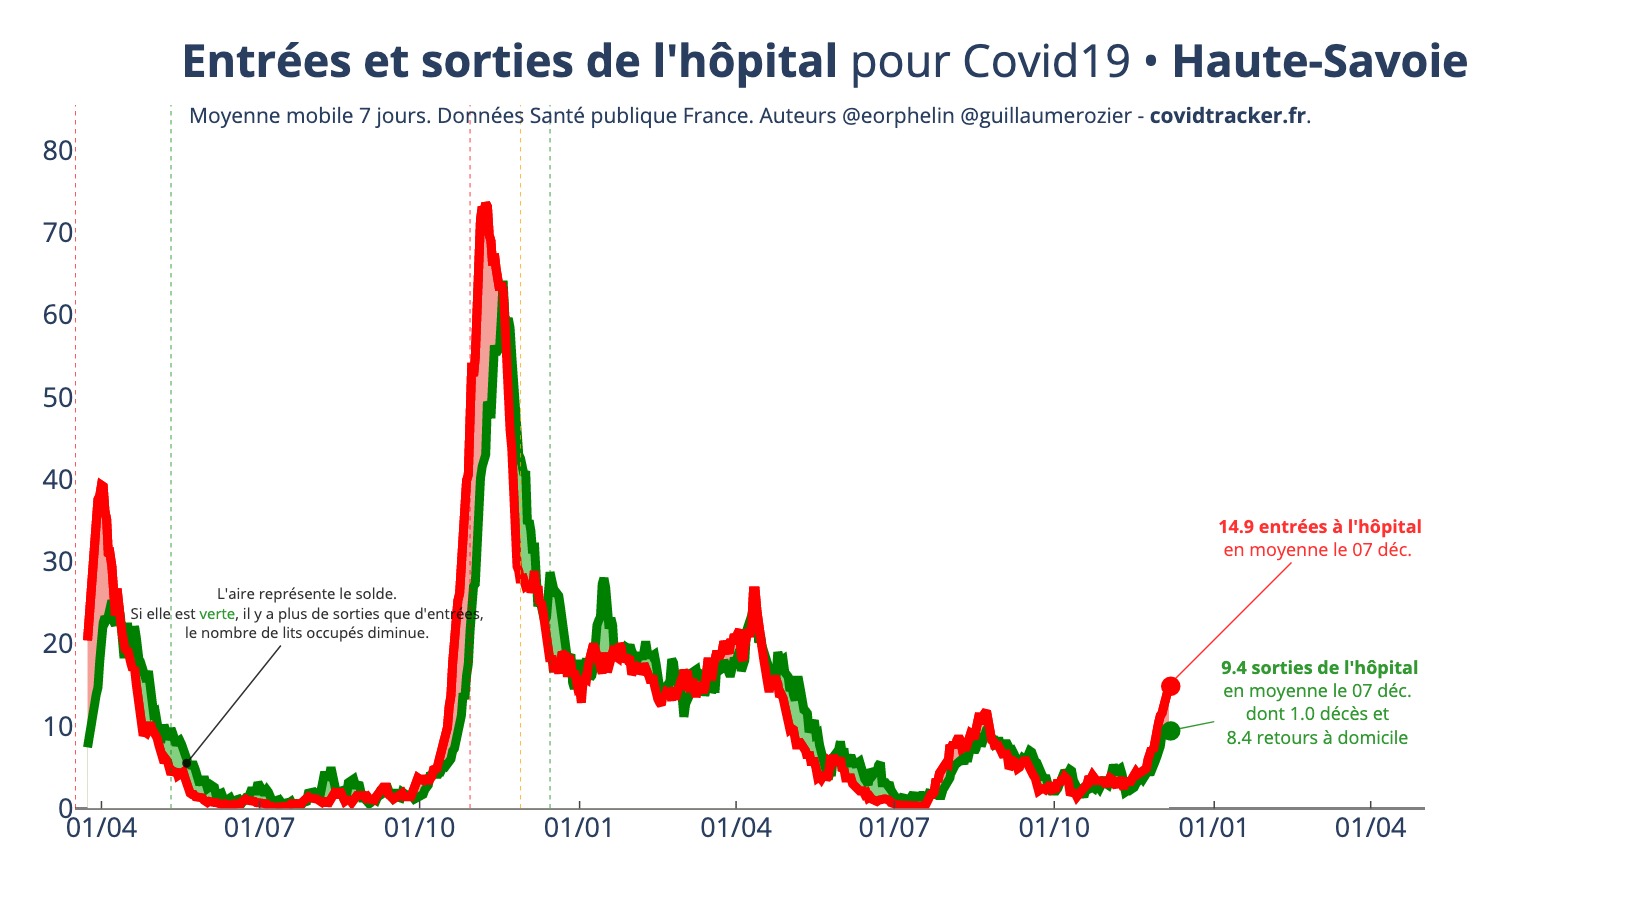 Entrées et sorties de l'hôpital pour Covid19 • Haute-Savoie
Moyenne mobile 7 jours. Données Santé publique France. Auteurs @eorphelin @guillaumerozier - covidtracker.fr.
80
70
60
50
40
30
20
10
0
14.9 entrées à l'hôpital
en moyenne le 07 déc.
L'aire représente le solde.
Si elle est verte, il y a plus de sorties que d'entrées,
le nombre de lits occupés diminue.
9.4 sorties de l'hôpital
en moyenne le 07 déc.
dont 1.0 décès et
8.4 retours à domicile
01/04 01/07 01/10 01/01 01/04 01/07 01/10 01/01 01/04